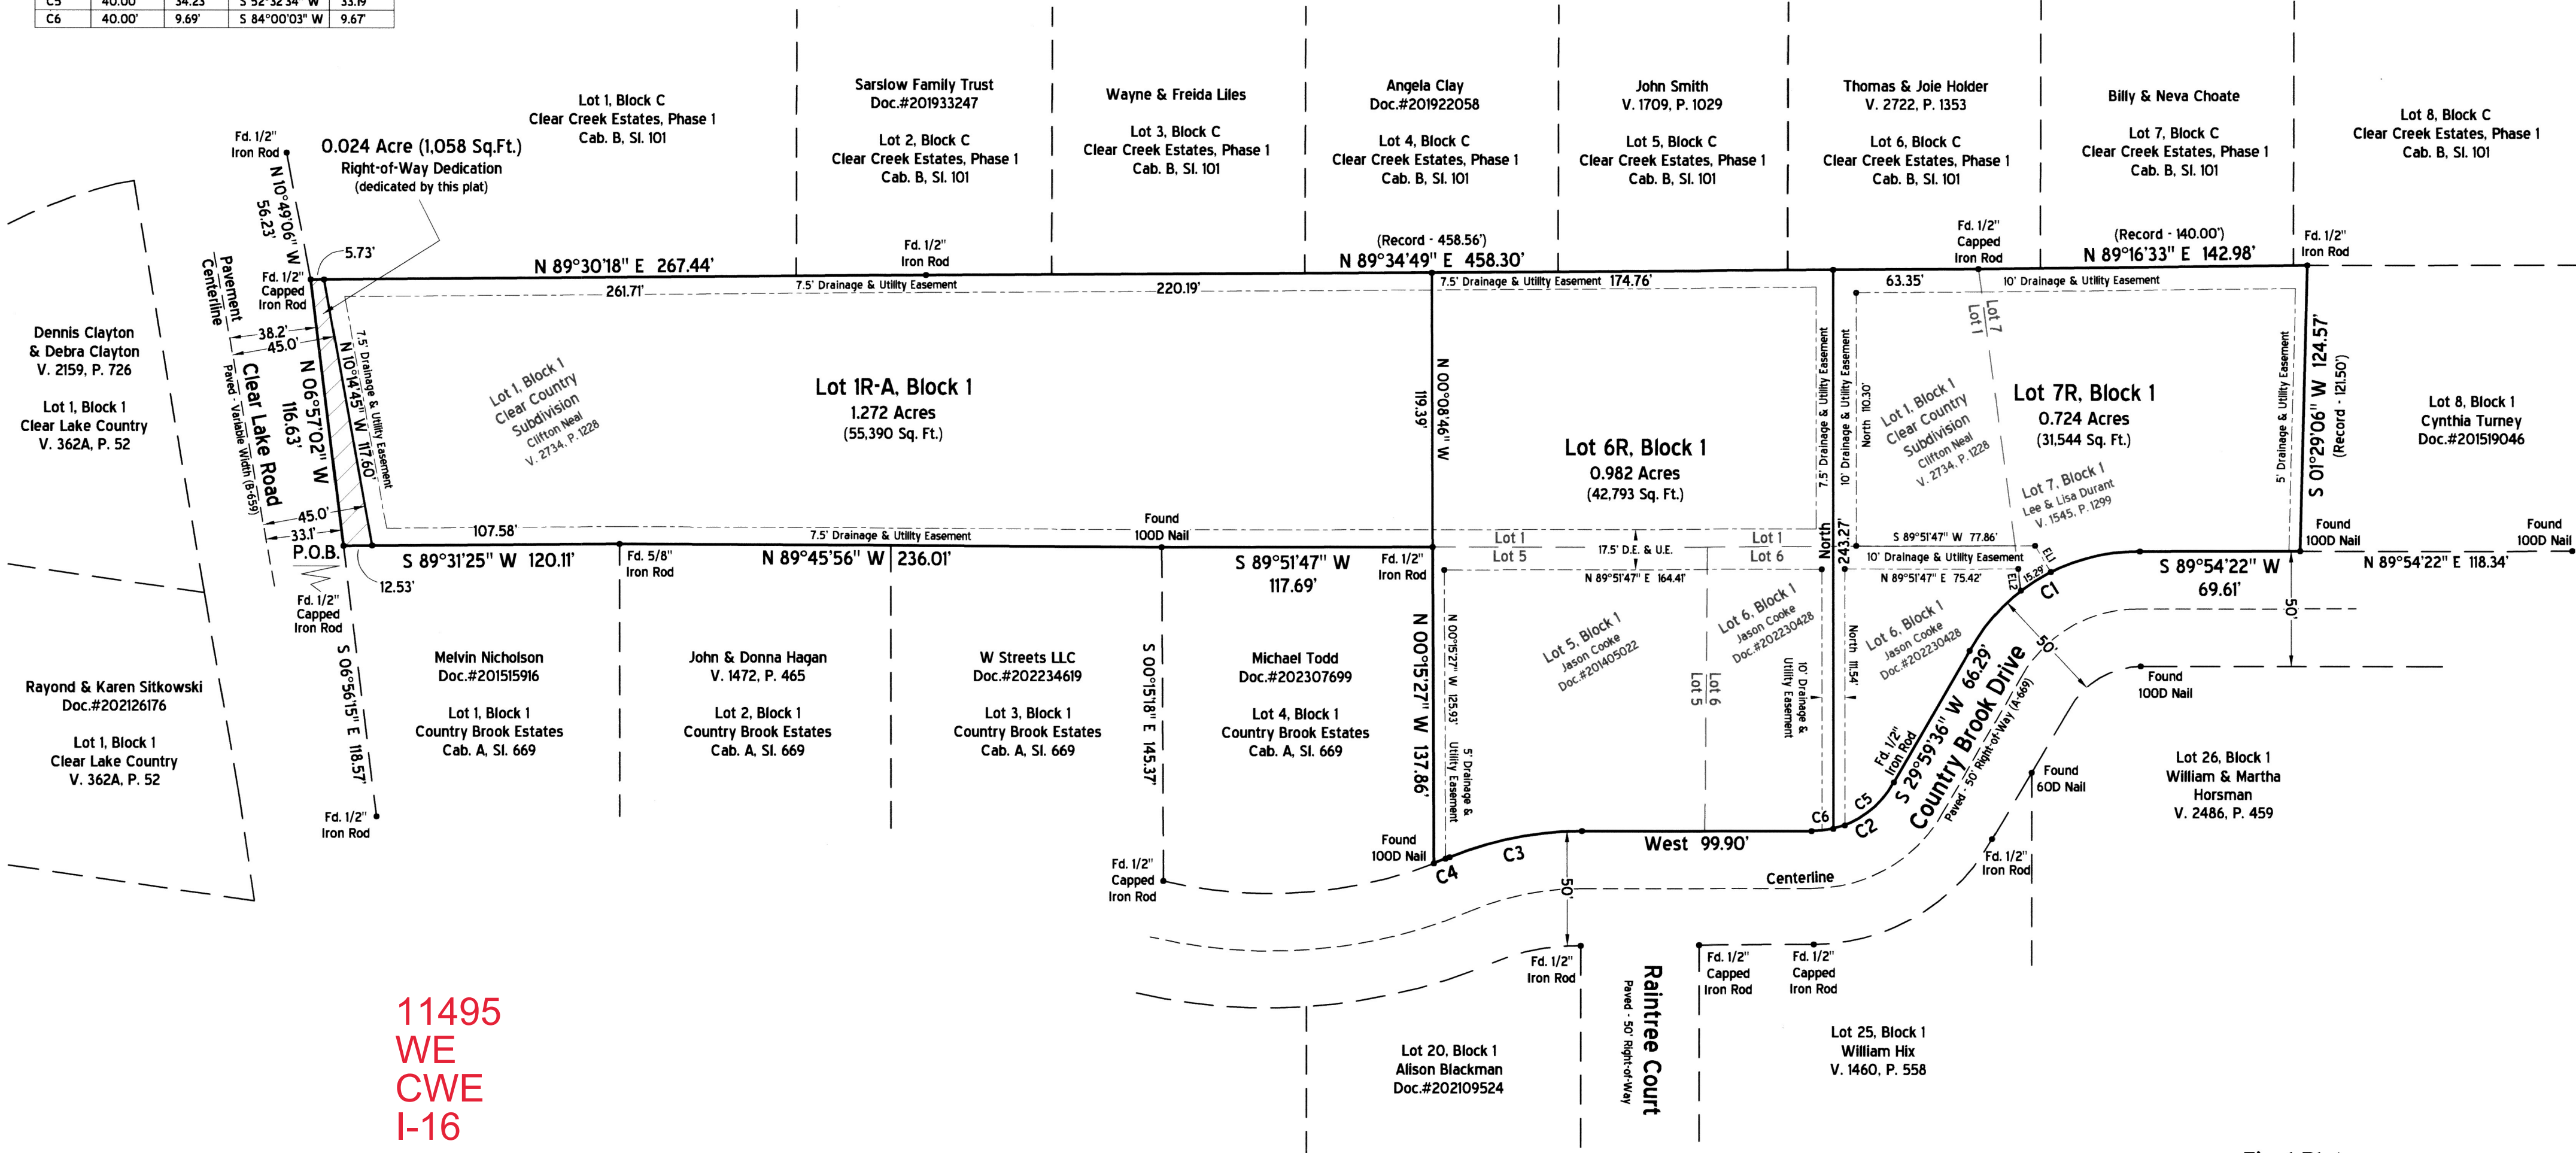 C5 40.00' 34.23' S 52°32'34" W 33.19'
C6 40.00' 9.69' S 84°00'03" W 9.67'
Lot 1, Block C
Clear Creek Estates, Phase 1
Cab. B, Sl. 101
Sarslow Family Trust
Doc.#201933247
Lot 2, Block C
Clear Creek Estates, Phase 1
Cab. B, Sl. 101
Wayne & Freida Liles
Lot 3, Block C
Clear Creek Estates, Phase 1
Cab. B, Sl. 101
Angela Clay
Doc.#201922058
Lot 4, Block C
Clear Creek Estates, Phase 1
Cab. B, Sl. 101
John Smith
V. 1709, P. 1029
Lot 5, Block C
Clear Creek Estates, Phase 1
Cab. B, Sl. 101
Thomas & Joie Holder
V. 2722, P. 1353
Lot 6, Block C
Clear Creek Estates, Phase 1
Cab. B, Sl. 101
Billy & Neva Choate
Lot 7, Block C
Clear Creek Estates, Phase 1
Cab. B, Sl. 101
Lot 8, Block C
Clear Creek Estates, Phase 1
Cab. B, Sl. 101
Fd. 1/2"
Iron Rod
0.024 Acre (1,058 Sq.Ft.)
Right-of-Way Dedication
(dedicated by this plat)
N 10°49'06" W
56.23'
5.73'
Fd. 1/2"
Capped
Iron Rod
N 89°30'18" E 267.44'
Fd. 1/2"
Iron Rod
(Record - 458.56')
N 89°34'49" E 458.30'
Fd. 1/2"
Capped
Iron Rod
(Record - 140.00')
N 89°16'33" E 142.98'
Fd. 1/2"
Iron Rod
261.71'
7.5' Drainage & Utility Easement
220.19'
7.5' Drainage & Utility Easement 174.76'
63.35'
10' Drainage & Utility Easement
Pavement
Centerline
38.2'
45.0'
Clear Lake Road
Paved - Variable Width (B-659)
N 06°57'02" W
116.63'
N 10°14'45" W 117.60'
7.5' Drainage & Utility Easement
45.0'
33.1'
P.O.B.
Fd. 1/2"
Capped
Iron Rod
12.53'
Dennis Clayton
& Debra Clayton
V. 2159, P. 726
Lot 1, Block 1
Clear Lake Country
V. 362A, P. 52
Rayond & Karen Sitkowski
Doc.#202126176
Lot 1, Block 1
Clear Lake Country
V. 362A, P. 52
Lot 1, Block 1
Clear Country
Subdivision
Clifton Neal
V. 2734, P. 1228
Lot 1R-A, Block 1
1.272 Acres
(55,390 Sq. Ft.)
N 00°08'46" W
119.39'
Lot 6R, Block 1
0.982 Acres
(42,793 Sq. Ft.)
7.5' Drainage & Utility Easement
10' Drainage & Utility Easement
North 110.30'
North
243.27'
Lot 7
Lot 1
Lot 1, Block 1
Clear Country
Subdivision
Clifton Neal
V. 2734, P. 1228
Lot 7R, Block 1
0.724 Acres
(31,544 Sq. Ft.)
Lot 7, Block 1
Lee & Lisa Durant
V. 1545, P. 1299
5' Drainage & Utility Easement
S 01°29'06" W 124.57'
(Record - 121.50')
Lot 8, Block 1
Cynthia Turney
Doc.#201519046
107.58'
7.5' Drainage & Utility Easement
Found
100D Nail
S 89°31'25" W 120.11'
Fd. 5/8"
Iron Rod
N 89°45'56" W 236.01'
S 89°51'47" W
117.69'
Fd. 1/2"
Iron Rod
Lot 1
Lot 5
17.5' D.E. & U.E.
Lot 1
Lot 6
N 89°51'47" E 164.41'
S 89°51'47" W 77.86'
10' Drainage & Utility Easement
N 89°51'47" E 75.42'
EL1
EL2
15.29'
C1
S 89°54'22" W
69.61'
Found
100D Nail
Found
100D Nail
N 89°54'22" E 118.34'
50'
50'
S 06°56'15" E 118.57'
Fd. 1/2"
Iron Rod
Melvin Nicholson
Doc.#201515916
Lot 1, Block 1
Country Brook Estates
Cab. A, Sl. 669
John & Donna Hagan
V. 1472, P. 465
Lot 2, Block 1
Country Brook Estates
Cab. A, Sl. 669
W Streets LLC
Doc.#202234619
Lot 3, Block 1
Country Brook Estates
Cab. A, Sl. 669
S 00°15'18" E 145.37'
Michael Todd
Doc.#202307699
Lot 4, Block 1
Country Brook Estates
Cab. A, Sl. 669
N 00°15'27" W 137.86'
N 00°15'27" W 125.93'
5' Drainage &
Utility Easement
Lot 5, Block 1
Jason Cooke
Doc.#201405022
Lot 6
Lot 5
Lot 6, Block 1
Jason Cooke
Doc.#202230428
10' Drainage &
Utility Easement
North 111.54'
Lot 6, Block 1
Jason Cooke
Doc.#202230428
Fd. 1/2"
Iron Rod
S 29°59'36" W 66.29'
Country Brook Drive
Paved - 50' Right-of-Way (A-669)
Found
100D Nail
Found
60D Nail
Fd. 1/2"
Iron Rod
Lot 26, Block 1
William & Martha
Horsman
V. 2486, P. 459
Found
100D Nail
Fd. 1/2"
Capped
Iron Rod
C4
C3
West 99.90'
C6
C5
C2
Centerline
50'
Fd. 1/2"
Iron Rod
Raintree Court
Paved - 50' Right-of-Way
Fd. 1/2"
Capped
Iron Rod
Fd. 1/2"
Capped
Iron Rod
Lot 20, Block 1
Alison Blackman
Doc.#202109524
Lot 25, Block 1
William Hix
V. 1460, P. 558
11495
WE
CWE
I-16